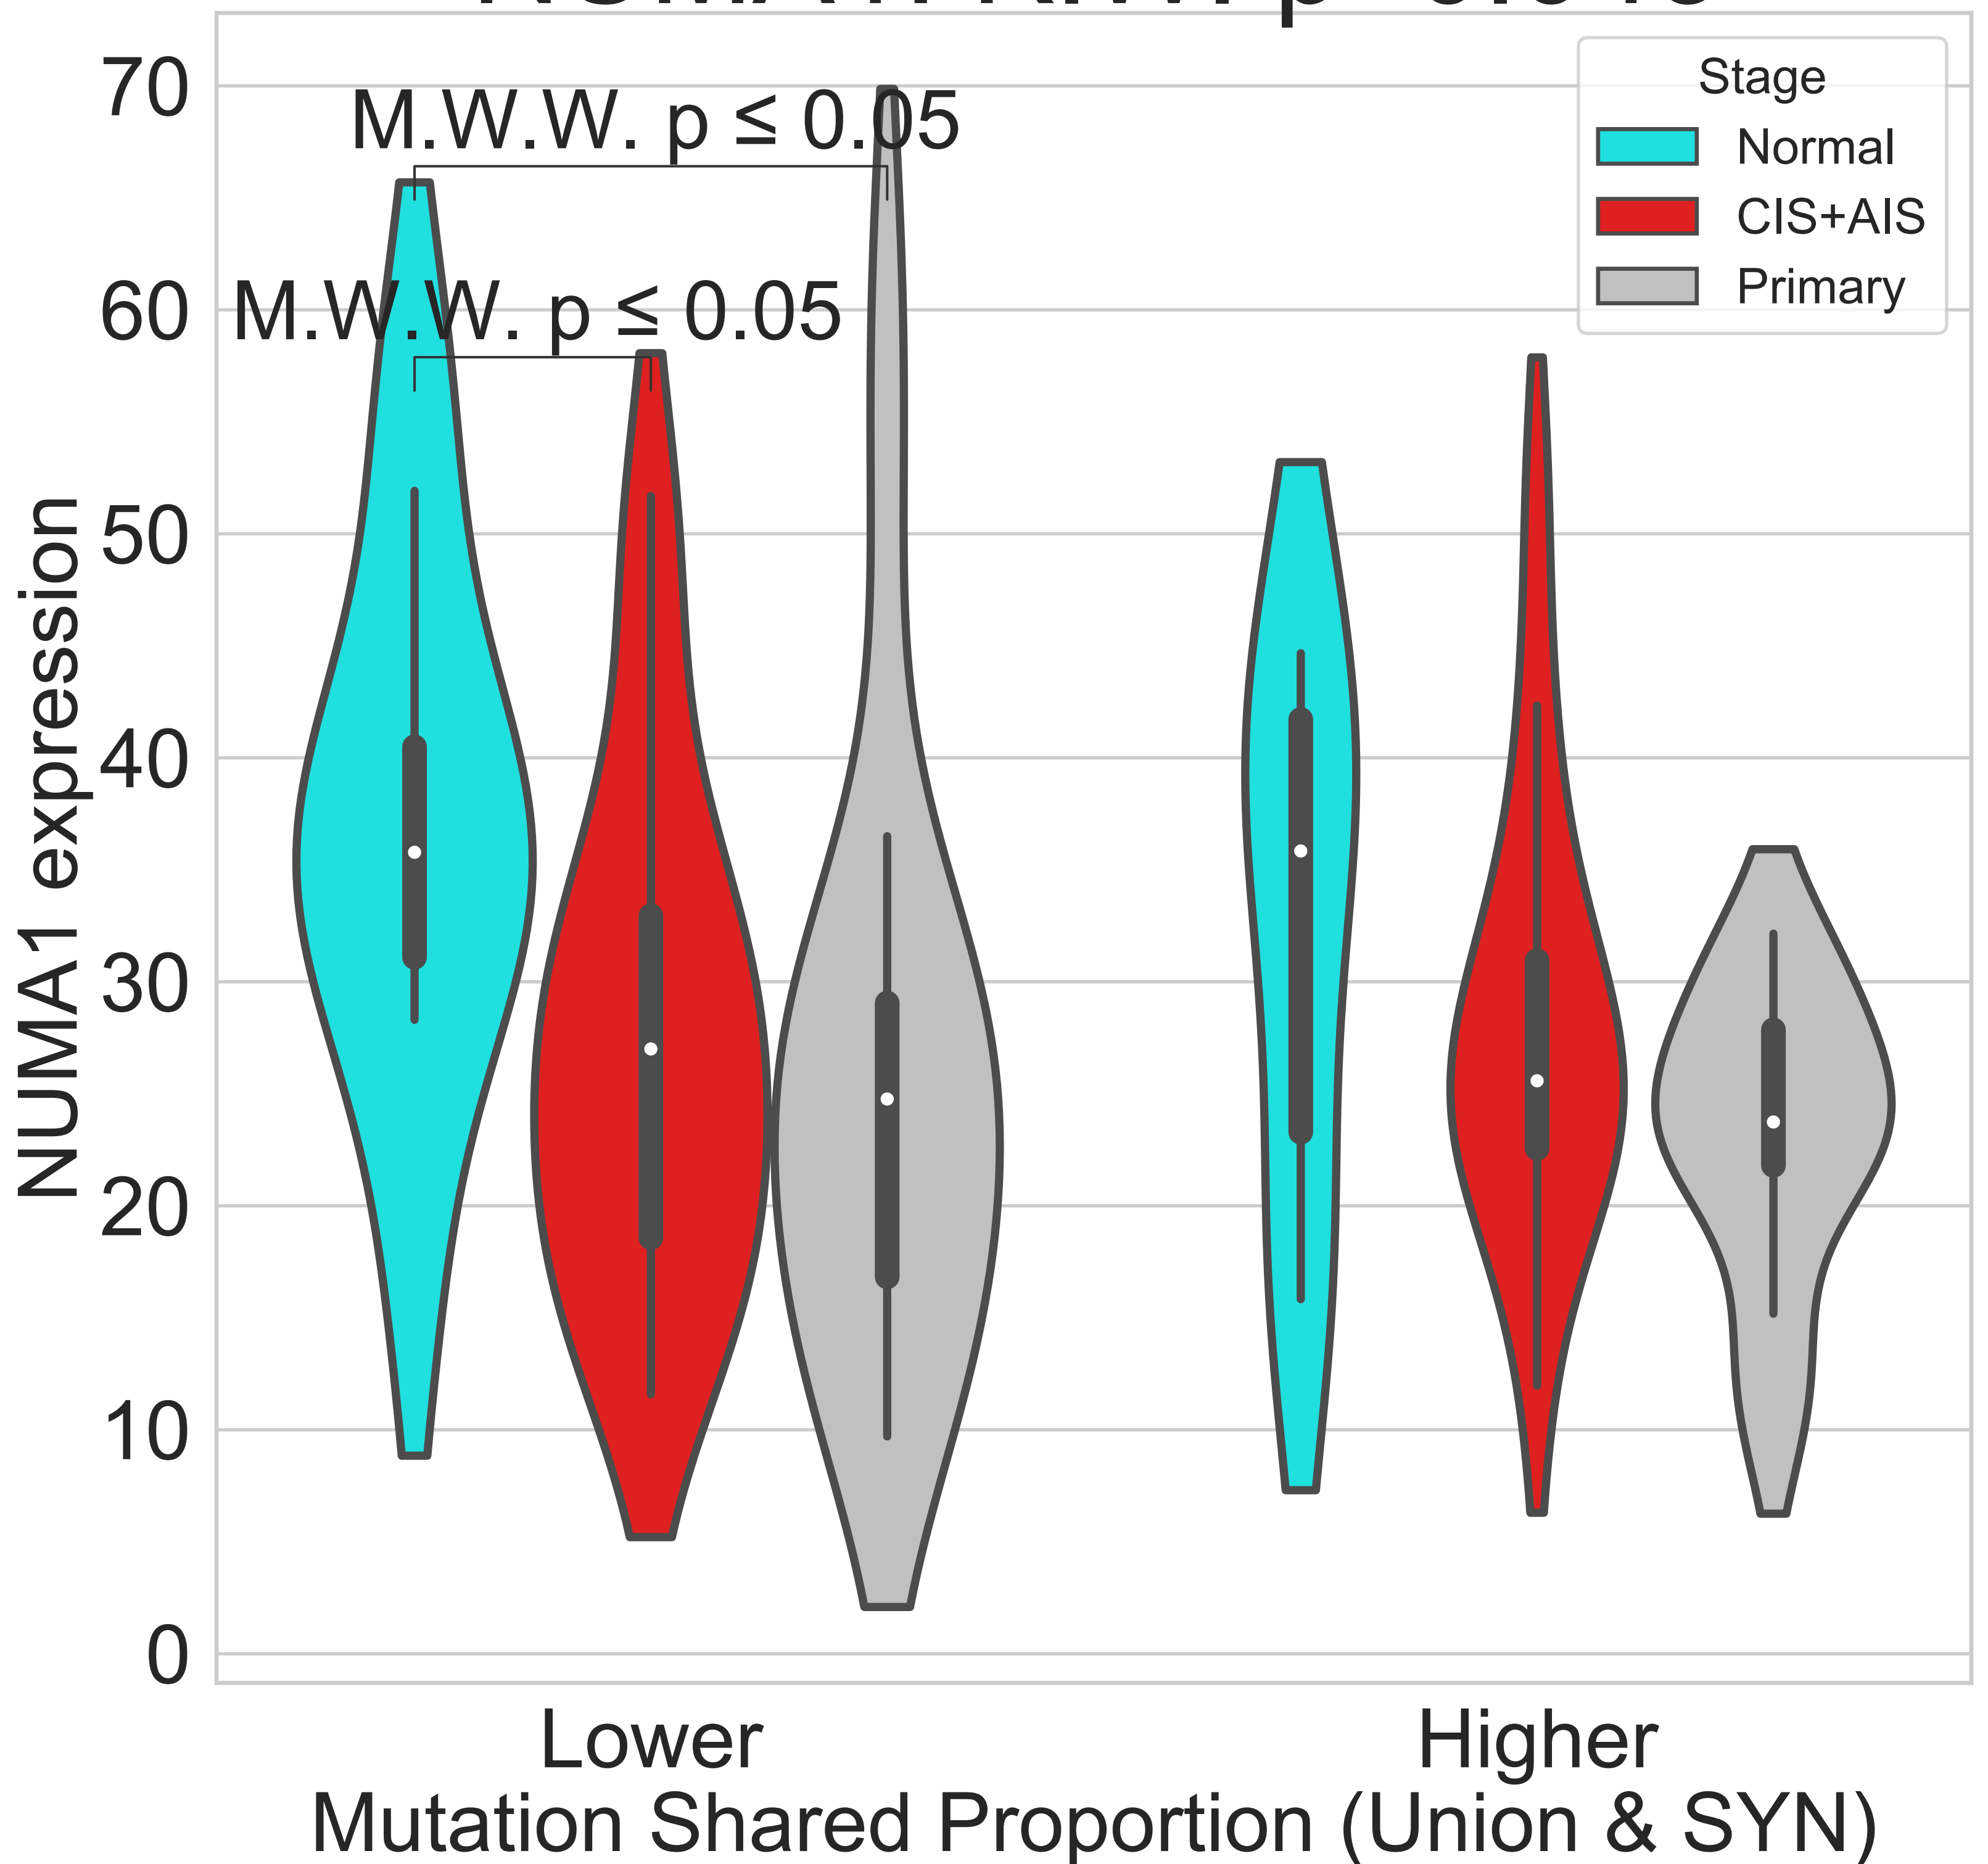 70
60
50
40
30
20
10
0
NUMA1 expression
M.W.W. p ≤ 0.05
M.W.W. p ≤ 0.05
Stage
Normal
CIS+AIS
Primary
Lower
Higher
Mutation Shared Proportion (Union & SYN)